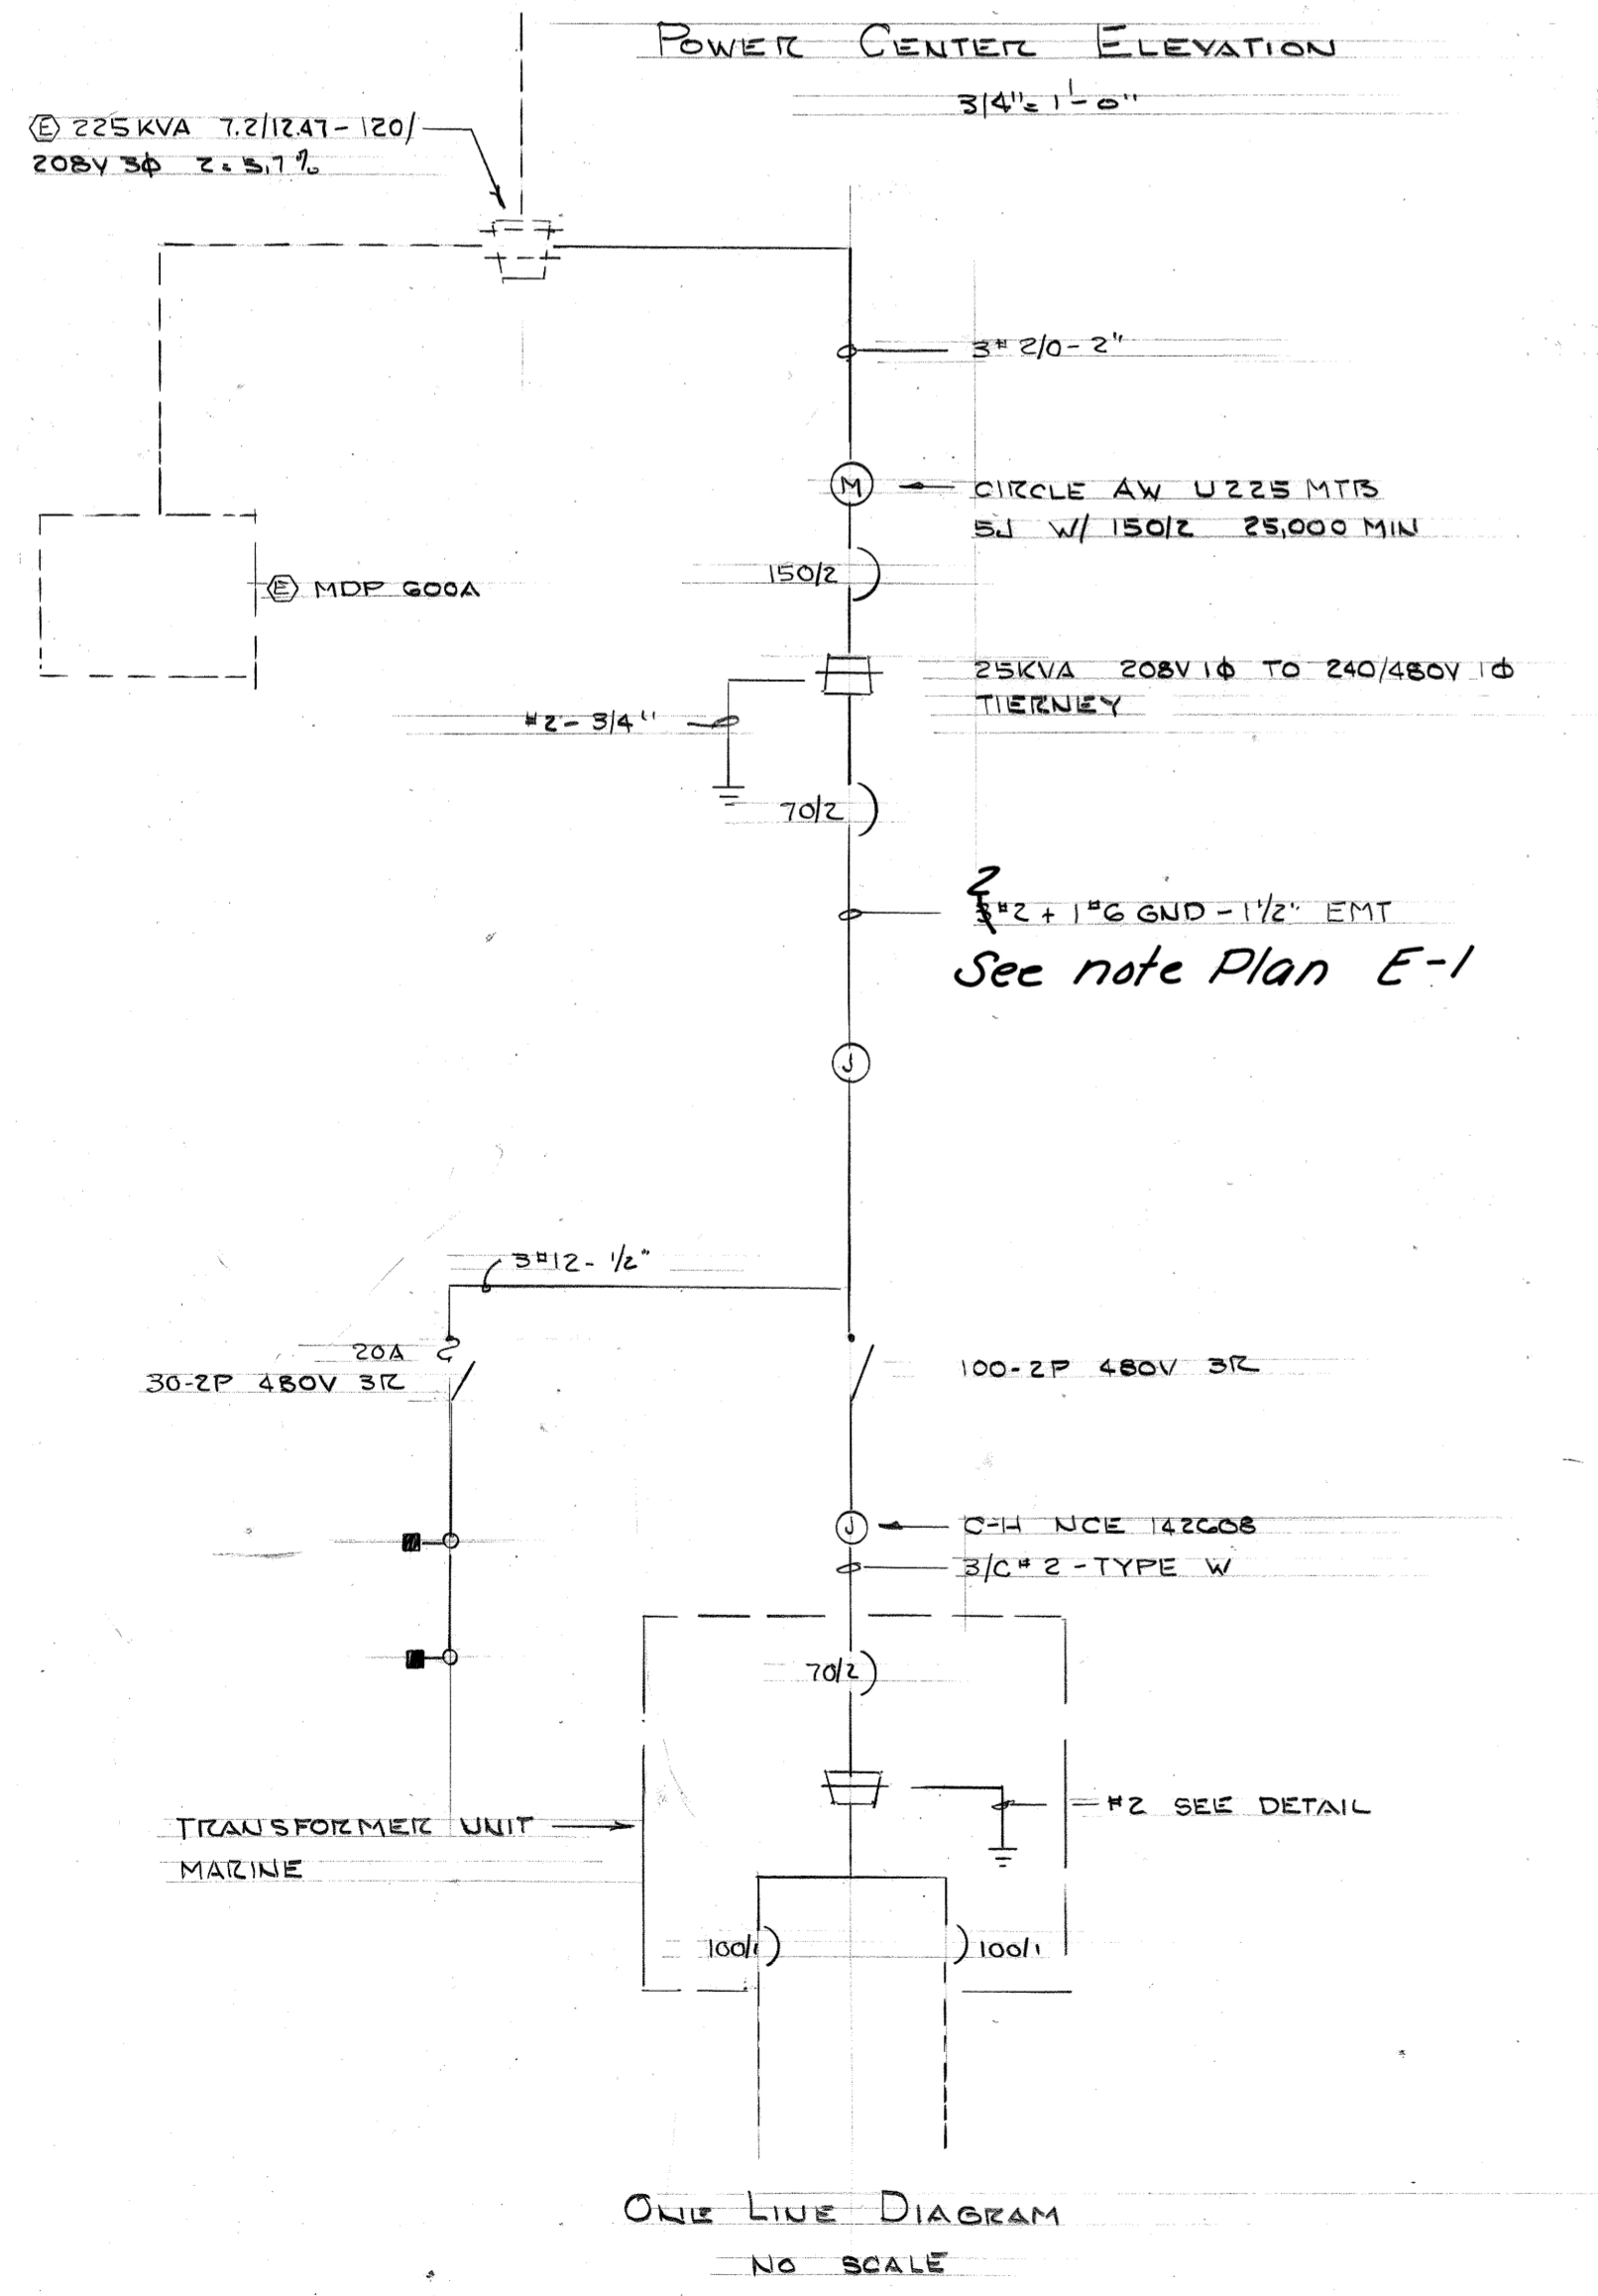 POWER CENTER ELEVATION
3/4" = 1'-0"
Ⓔ 225 KVA 7.2/12.47 - 120/
208V 3ϕ Z = 5.7%
3# 2/0 - 2"
M
CIRCLE AW U225 MTB
5J W/ 150/2 25,000 MIN
150/2
Ⓔ MDP 600A
25KVA 208V 1ϕ TO 240/480V 1ϕ
TIERNEY
#2 - 3/4"
70/2
2
3#2 + 1#6 GND - 1 1/2" EMT
See note Plan E-1
J
3#12 - 1/2"
20A
30-2P 480V 3R
100-2P 480V 3R
J
C-H NCE 142G08
3/C # 2 - TYPE W
70/2
#2 SEE DETAIL
TRANSFORMER UNIT
MARINE
100/1
100/1
ONE LINE DIAGRAM
NO SCALE